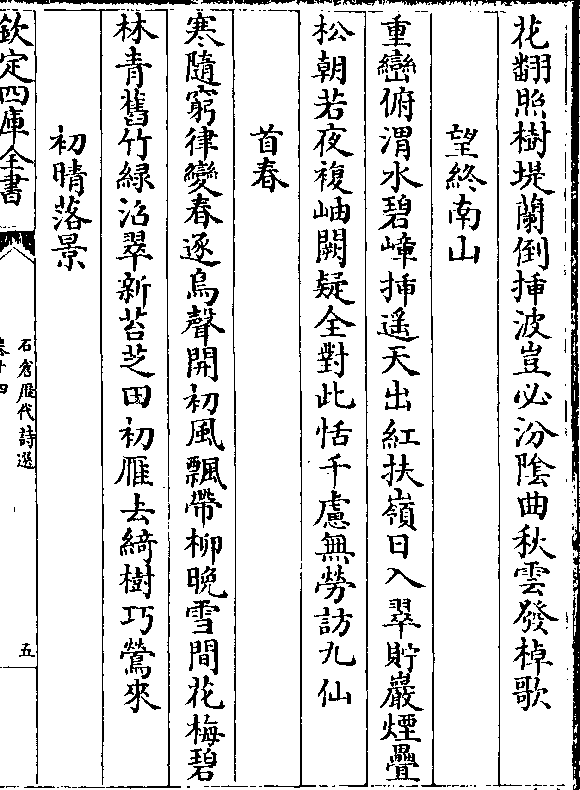 花翻照樹堤蘭倒挿波豈必汾陰曲秋雲發棹歌
望終南山
重巒俯渭水碧嶂挿遥天出紅扶嶺日入翠貯巖煙疊
松朝若夜複岫闕疑全對此恬千慮無勞訪九仙
首春
寒隨窮律變春逐鳥聲開初風飄帶柳晚雪間花梅碧
林青舊竹緑沼翠新苔芝田初雁去綺樹巧鶯來
初晴落景
欽定四庫全書
石倉歷代詩選
卷十四
五